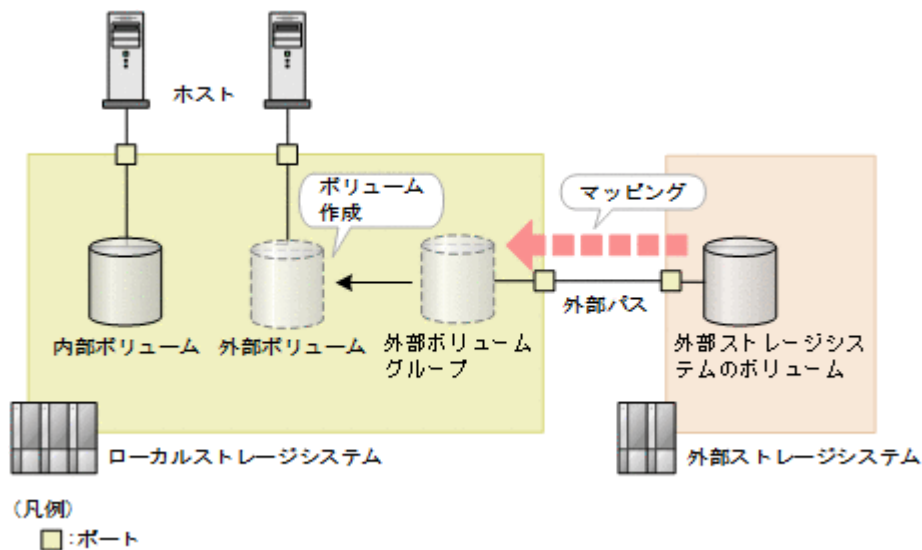 ホスト
ボリューム
作成
マッピング
外部パス
内部ボリューム
外部ボリューム
外部ボリューム
グループ
外部ストレージシス
テムのボリューム
ローカルストレージシステム
外部ストレージシステム
(凡例)
:ポート